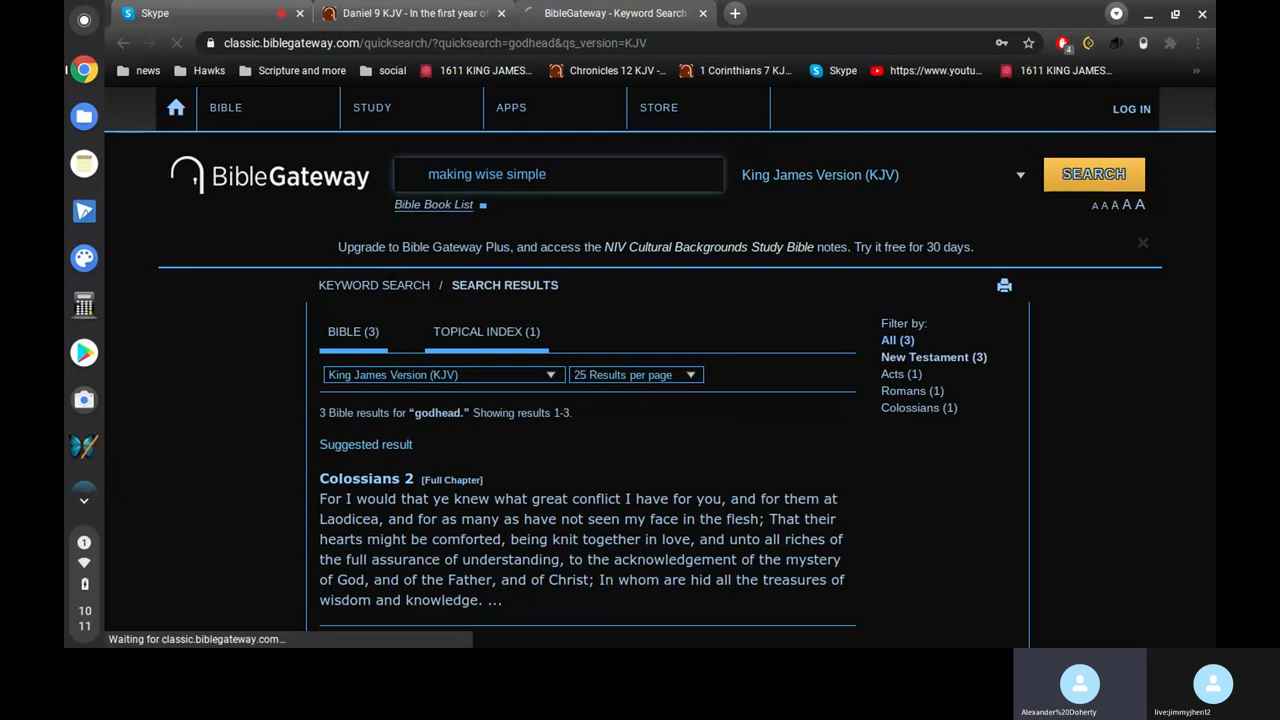 Skype
Daniel 9 KJV - In the first year of
BibleGateway - Keyword Search:
classic.biblegateway.com/quicksearch/?quicksearch=godhead&qs_version=KJV
4
news
Hawks
Scripture and more
social
1611 KING JAMES...
Chronicles 12 KJV -...
1 Corinthians 7 KJ...
Skype
https://www.youtu...
1611 KING JAMES...
»
BIBLE
STUDY
APPS
STORE
LOG IN
BibleGateway
making wise simple
King James Version (KJV)
SEARCH
Bible Book List
A A A A A
Upgrade to Bible Gateway Plus, and access the NIV Cultural Backgrounds Study Bible notes. Try it free for 30 days.
KEYWORD SEARCH / SEARCH RESULTS
BIBLE (3)
TOPICAL INDEX (1)
King James Version (KJV)
25 Results per page
3 Bible results for “godhead.” Showing results 1-3.
Suggested result
Colossians 2 [Full Chapter]
For I would that ye knew what great conflict I have for you, and for them at
Laodicea, and for as many as have not seen my face in the flesh; That their
hearts might be comforted, being knit together in love, and unto all riches of
the full assurance of understanding, to the acknowledgement of the mystery
of God, and of the Father, and of Christ; In whom are hid all the treasures of
wisdom and knowledge. ...
Filter by:
All (3)
New Testament (3)
Acts (1)
Romans (1)
Colossians (1)
1
10
11
Waiting for classic.biblegateway.com...
Alexander%20Doherty
live:jimmyjhen12